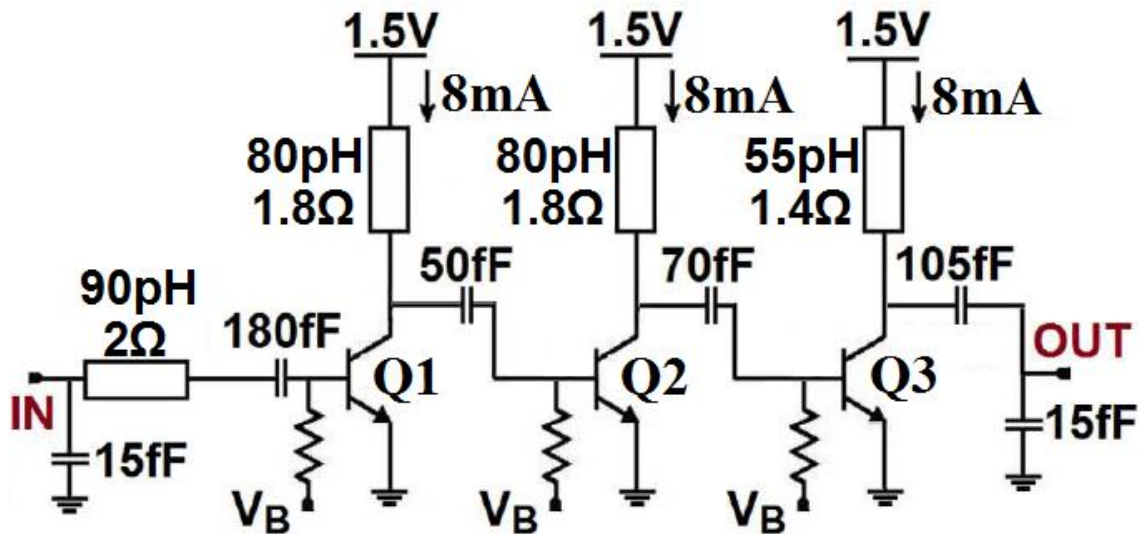 1.5V
1.5V
1.5V
8mA
8mA
8mA
80pH
1.8Ω
80pH
1.8Ω
55pH
1.4Ω
50fF
70fF
105fF
90pH
2Ω
180fF
IN
Q1
Q2
Q3
OUT
15fF
15fF
VB
VB
VB